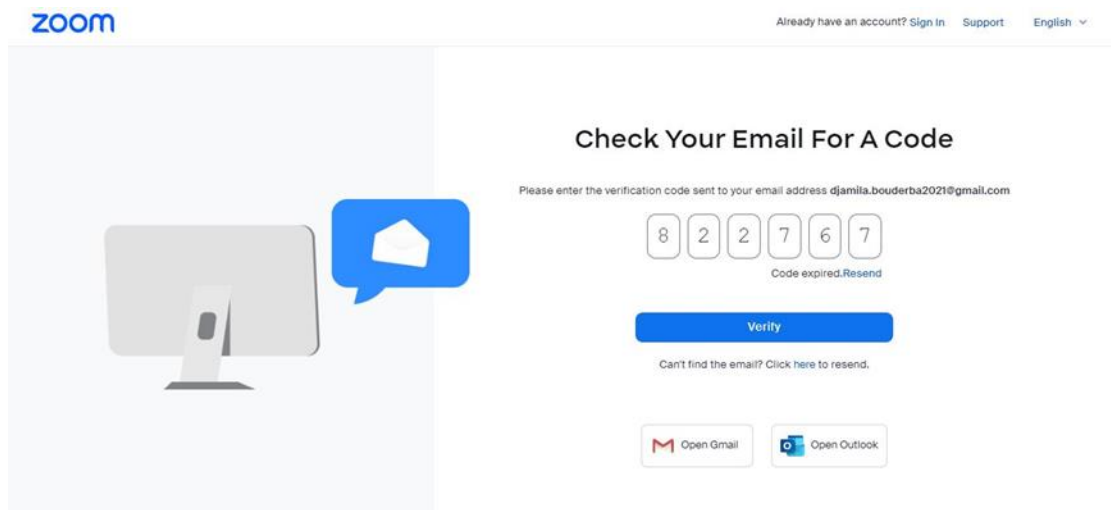 zoom
Already have an account? Sign In Support English
Check Your Email For A Code
Please enter the verification code sent to your email address djamila.bouderba2021@gmail.com
8 2 2 7 6 7
Code expired.Resend
Verify
Can't find the email? Click here to resend.
Open Gmail Open Outlook